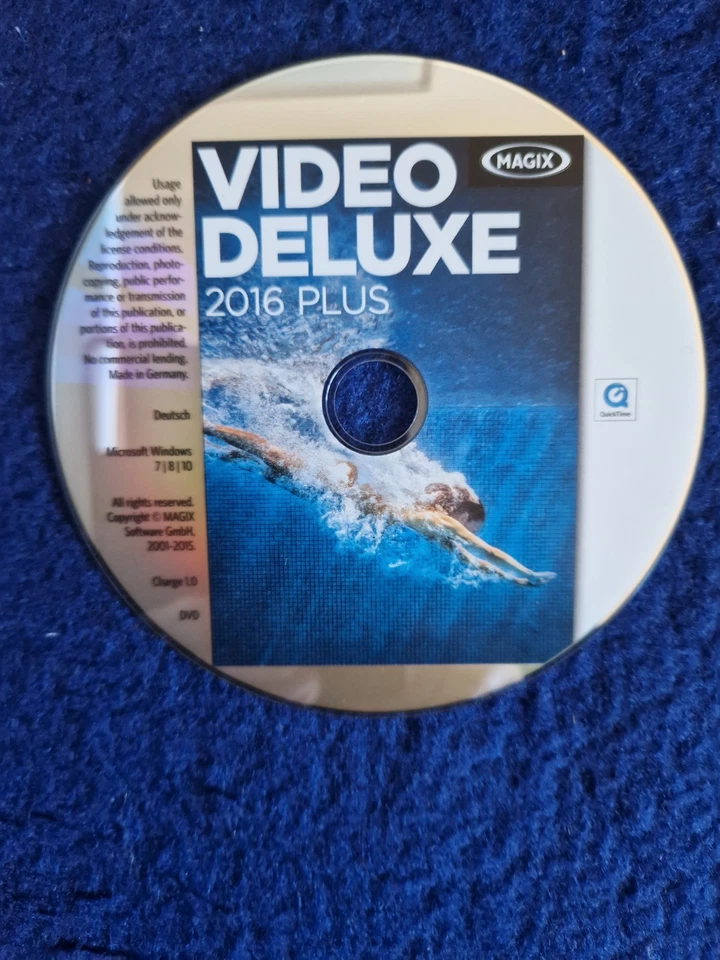 VIDEO
DELUXE
2016 PLUS
MAGIX
Usage
allowed only
under acknow-
ledgement of the
license conditions.
Reproduction, photo-
copying, public perfor-
mance or transmission
of this publication, or
portions of this publica-
tion, is prohibited.
No commercial lending.
Made in Germany.
Deutsch
Microsoft Windows
7 | 8 | 10
All rights reserved.
Copyright © MAGIX
Software GmbH,
2001-2015.
Charge 1.0
DVD
QuickTime